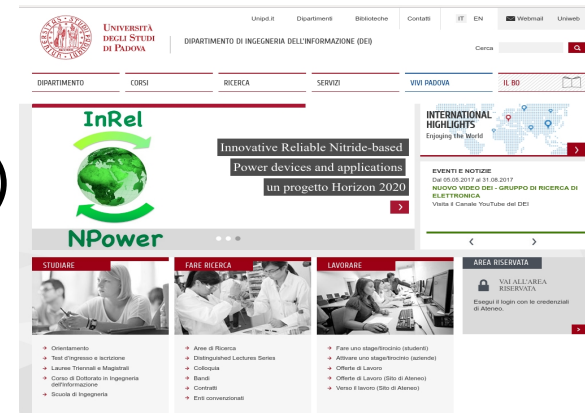 Unipd.it Dipartimenti Biblioteche Contatti IT EN Webmail Uniweb
UNIVERSITÀ
DEGLI STUDI
DI PADOVA
DIPARTIMENTO DI INGEGNERIA DELL'INFORMAZIONE (DEI)
Cerca
DIPARTIMENTO CORSI RICERCA SERVIZI VIVI PADOVA IL BO
InRel
NPower
Innovative Reliable Nitride-based
Power devices and applications
un progetto Horizon 2020
INTERNATIONAL
HIGHLIGHTS
Enjoying the World
EVENTI E NOTIZIE
Dal 05.05.2017 al 31.08.2017
NUOVO VIDEO DEI - GRUPPO DI RICERCA DI
ELETTRONICA
Visita il Canale YouTube del DEI
STUDIARE
Orientamento
Test d'ingresso e iscrizione
Lauree Triennali e Magistrali
Corso di Dottorato in Ingegneria
dell'Informazione
Scuola di Ingegneria
FARE RICERCA
Aree di
Ricerca
Distinguished Lectures Series
Colloquia
Bandi
Contratti
Enti convenzionati
LAVORARE
Fare uno stage/tirocinio (studenti)
Attivare uno stage/tirocinio (aziende)
Offerte di Lavoro
Offerte di Lavoro (Sito di Ateneo)
Verso il lavoro (Sito di Ateneo)
AREA RISERVATA
VAI ALL'AREA
RISERVATA
Esegui il login con le credenziali
di Ateneo.